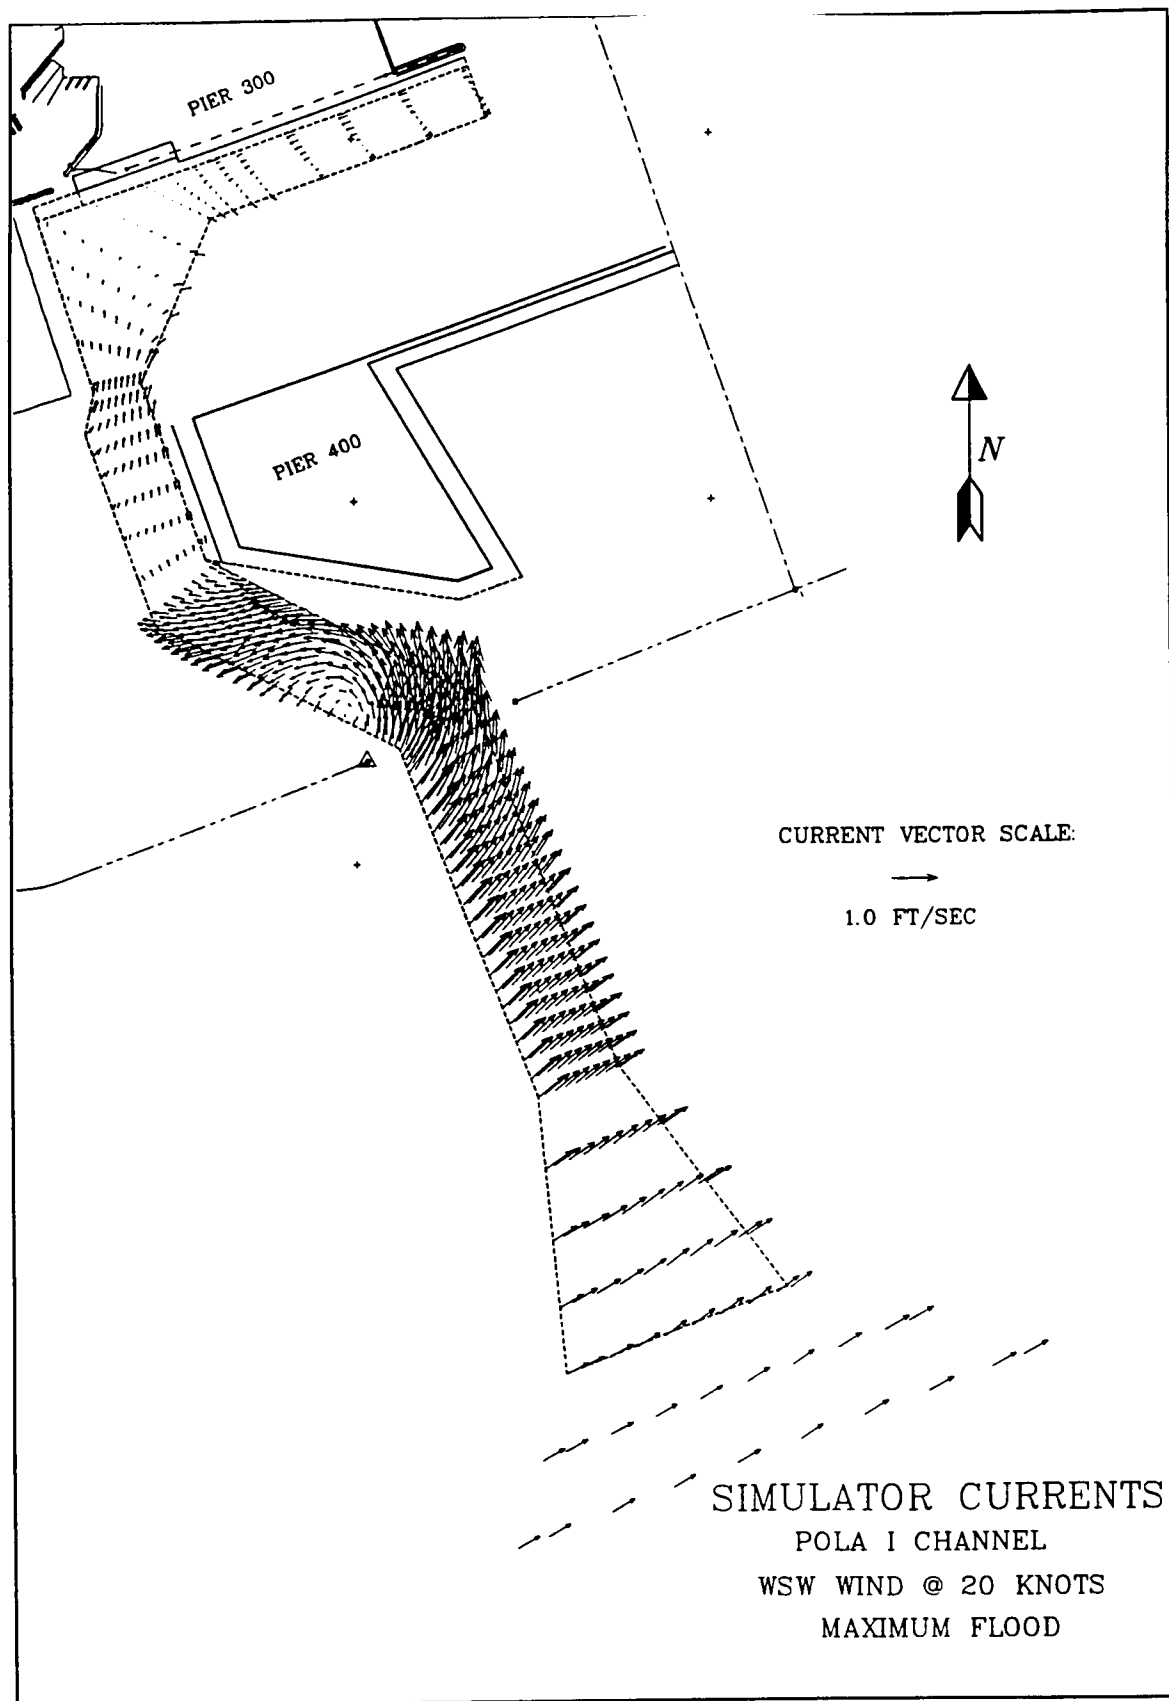 PIER 300
PIER 400
N
CURRENT VECTOR SCALE:
1.0 FT/SEC
SIMULATOR CURRENTS
POLA I CHANNEL
WSW WIND @ 20 KNOTS
MAXIMUM FLOOD